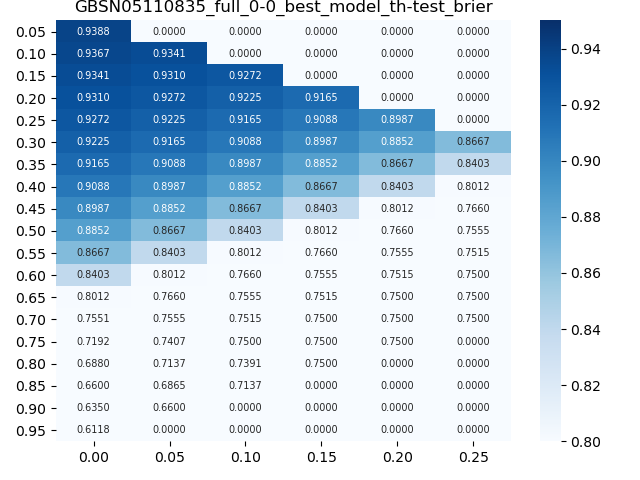 GBSN05110835_full_0-0_best_model_th-test_brier
0.05 0.9388 0.0000 0.0000 0.0000 0.0000 0.0000
0.10 0.9367 0.9341 0.0000 0.0000 0.0000 0.0000
0.15 0.9341 0.9310 0.9272 0.0000 0.0000 0.0000
0.20 0.9310 0.9272 0.9225 0.9165 0.0000 0.0000
0.25 0.9272 0.9225 0.9165 0.9088 0.8987 0.0000
0.30 0.9225 0.9165 0.9088 0.8987 0.8852 0.8667
0.35 0.9165 0.9088 0.8987 0.8852 0.8667 0.8403
0.40 0.9088 0.8987 0.8852 0.8667 0.8403 0.8012
0.45 0.8987 0.8852 0.8667 0.8403 0.8012 0.7660
0.50 0.8852 0.8667 0.8403 0.8012 0.7660 0.7555
0.55 0.8667 0.8403 0.8012 0.7660 0.7555 0.7515
0.60 0.8403 0.8012 0.7660 0.7555 0.7515 0.7500
0.65 0.8012 0.7660 0.7555 0.7515 0.7500 0.7500
0.70 0.7551 0.7555 0.7515 0.7500 0.7500 0.7500
0.75 0.7192 0.7407 0.7500 0.7500 0.7500 0.0000
0.80 0.6880 0.7137 0.7391 0.7500 0.0000 0.0000
0.85 0.6600 0.6865 0.7137 0.0000 0.0000 0.0000
0.90 0.6350 0.6600 0.0000 0.0000 0.0000 0.0000
0.95 0.6118 0.0000 0.0000 0.0000 0.0000 0.0000
0.00 0.05 0.10 0.15 0.20 0.25
0.94
0.92
0.90
0.88
0.86
0.84
0.82
0.80